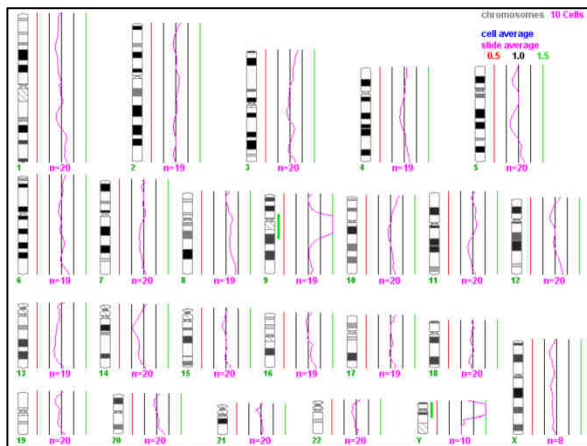 chromosomes 10 Cells
cell average
slide average
0.5 1.0 1.5
1 n=20 2 n=19 3 n=20 4 n=19 5 n=20
6 n=19 7 n=20 8 n=19 9 n=19 10 n=20 11 n=20 12 n=20
13 n=19 14 n=20 15 n=20 16 n=19 17 n=19 18 n=20
19 n=20 20 n=20 21 n=20 22 n=20 Y n=10 X n=8